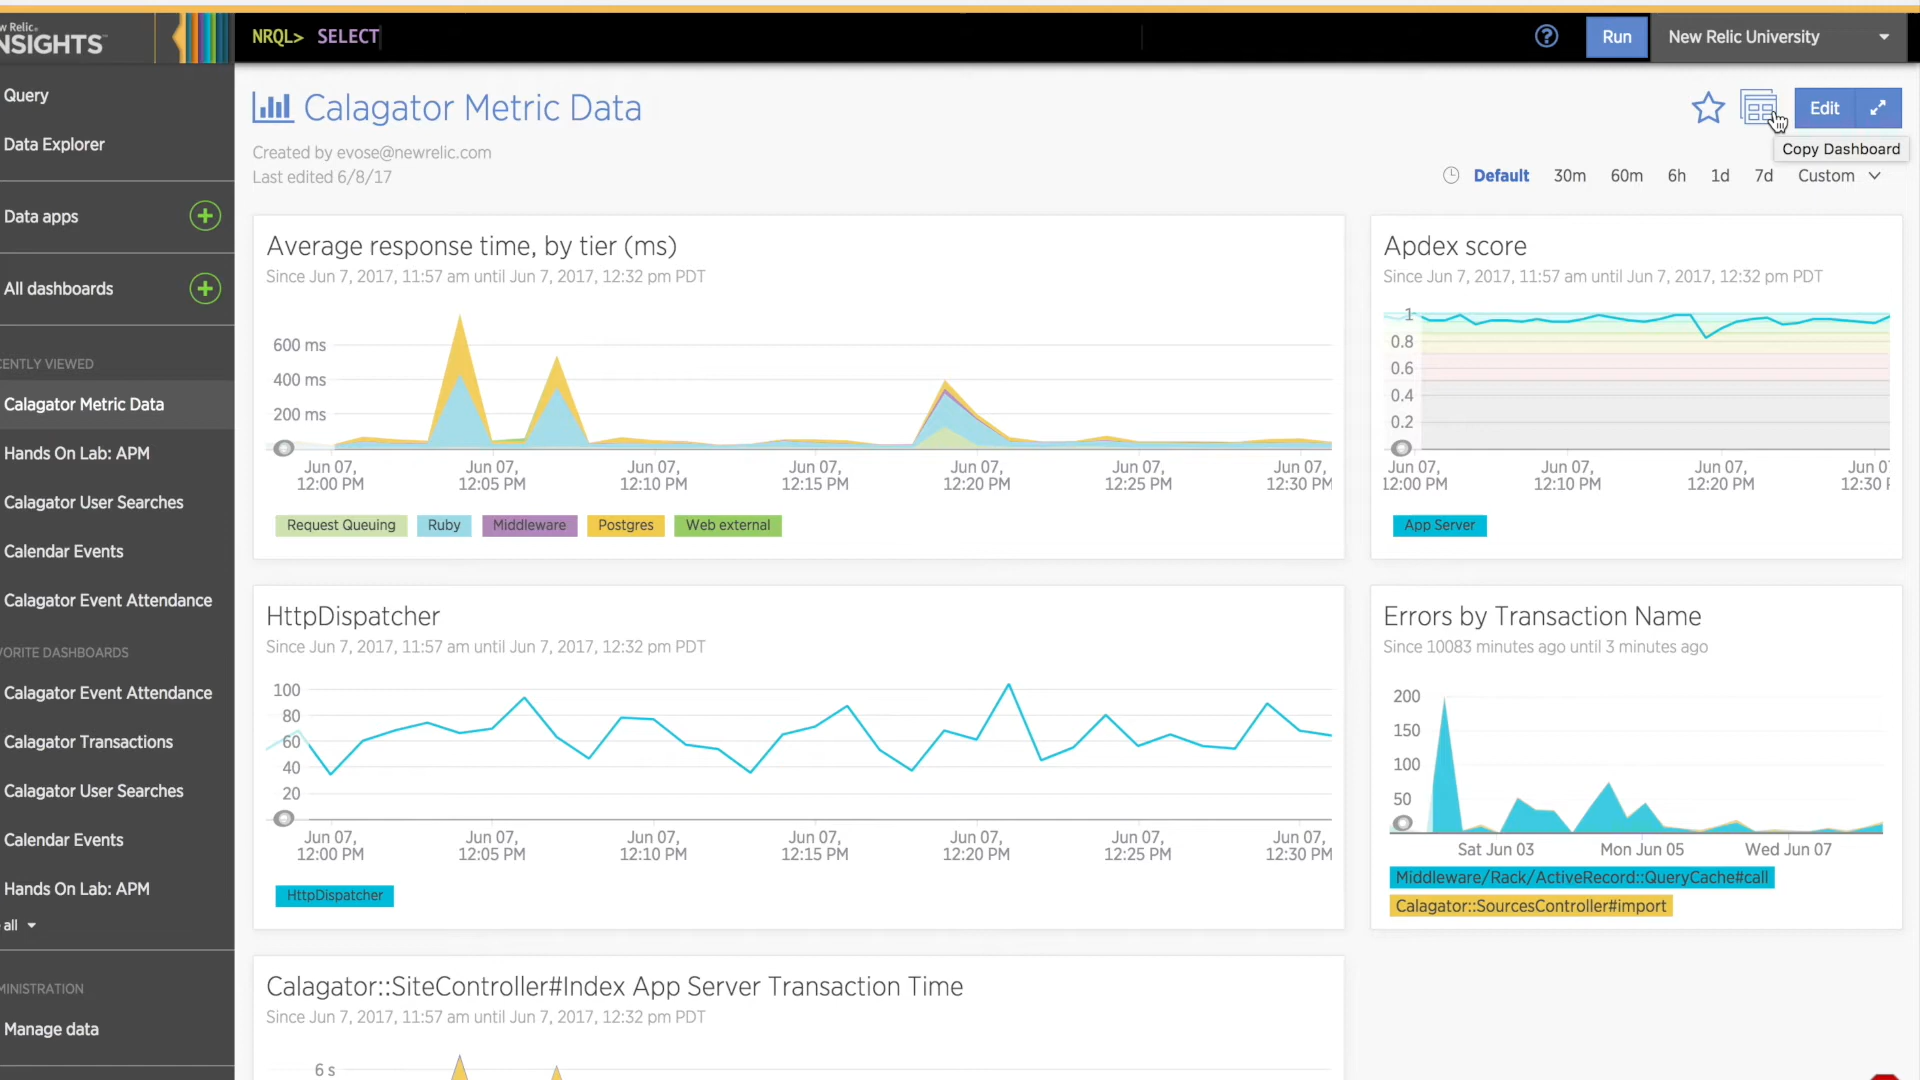 w Relic
NSIGHTS
NRQL> SELECT
Run
New Relic University
Query
Data Explorer
Data apps
All dashboards
CENTLY VIEWED
Calagator Metric Data
Hands On Lab: APM
Calagator User Searches
Calendar Events
Calagator Event Attendance
VORITE DASHBOARDS
Calagator Event Attendance
Calagator Transactions
Calagator User Searches
Calendar Events
Hands On Lab: APM
all
MINISTRATION
Manage data
Calagator Metric Data
Created by evose@newrelic.com
Last edited 6/8/17
Edit
Copy Dashboard
Default 30m 60m 6h 1d 7d Custom
Average response time, by tier (ms)
Since Jun 7, 2017, 11:57 am until Jun 7, 2017, 12:32 pm PDT
600 ms
400 ms
200 ms
Jun 07, Jun 07, Jun 07, Jun 07, Jun 07, Jun 07, Jun 07,
12:00 PM 12:05 PM 12:10 PM 12:15 PM 12:20 PM 12:25 PM 12:30 PM
Request Queuing Ruby Middleware Postgres Web external
Apdex score
Since Jun 7, 2017, 11:57 am until Jun 7, 2017, 12:32 pm PDT
1
0.8
0.6
0.4
0.2
Jun 07, Jun 07, Jun 07, Jun 0
12:00 PM 12:10 PM 12:20 PM 12:30
App Server
HttpDispatcher
Since Jun 7, 2017, 11:57 am until Jun 7, 2017, 12:32 pm PDT
100
80
60
40
20
Jun 07, Jun 07, Jun 07, Jun 07, Jun 07, Jun 07, Jun 07,
12:00 PM 12:05 PM 12:10 PM 12:15 PM 12:20 PM 12:25 PM 12:30 PM
HttpDispatcher
Errors by Transaction Name
Since 10083 minutes ago until 3 minutes ago
200
150
100
50
Sat Jun 03 Mon Jun 05 Wed Jun 07
Middleware/Rack/ActiveRecord::QueryCache#call
Calagator::SourcesController#import
Calagator::SiteController#Index App Server Transaction Time
Since Jun 7, 2017, 11:57 am until Jun 7, 2017, 12:32 pm PDT
6 s